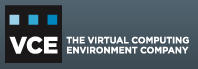 VCE
THE VIRTUAL COMPUTING
ENVIRONMENT COMPANY